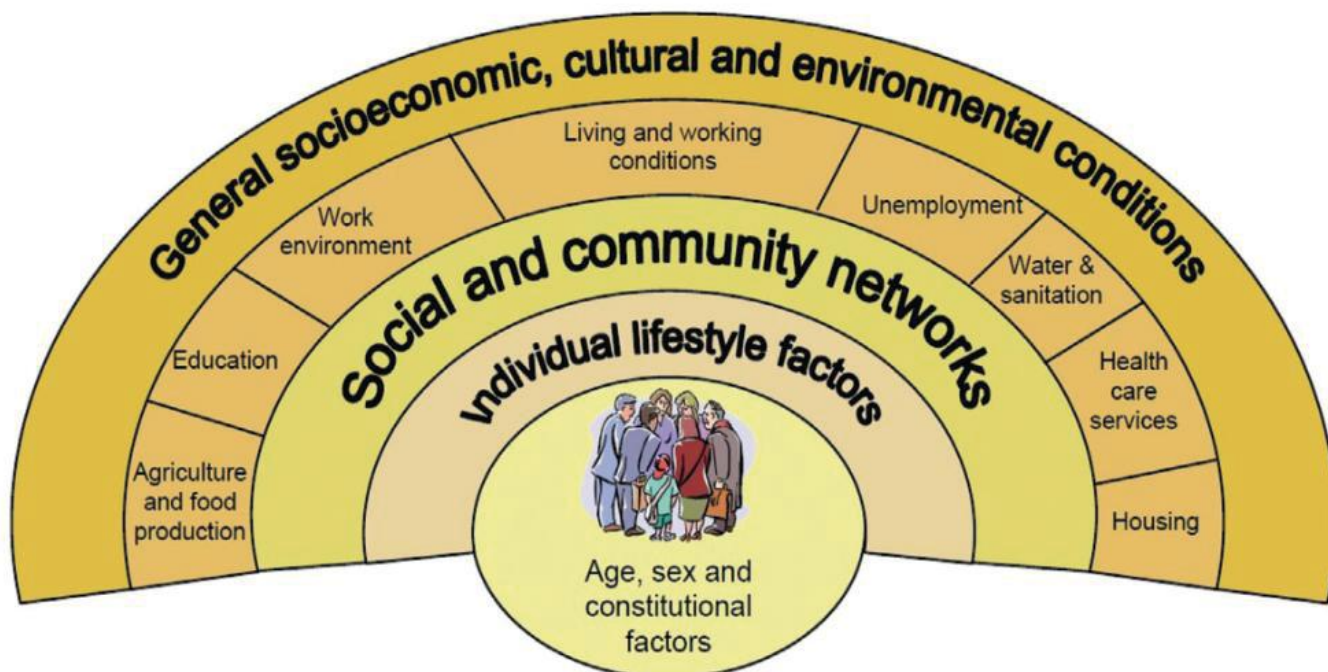 General socioeconomic, cultural and environmental conditions
Living and working
conditions
Work
environment
Unemployment
Education
Water &
sanitation
Agriculture
and food
production
Health
care
services
Housing
Social and community networks
Individual lifestyle factors
Age, sex and
constitutional
factors